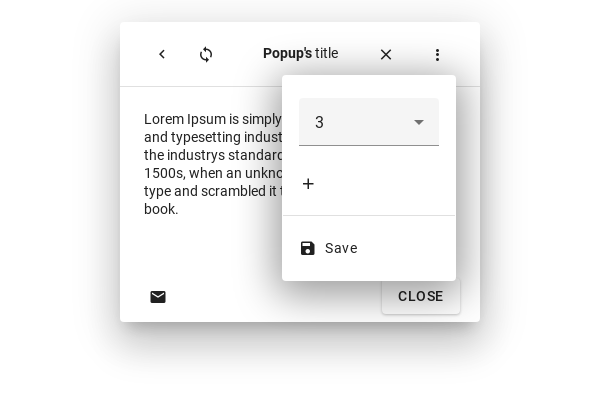 Popup's title
3
Lorem Ipsum is simply
and typesetting indust
the industrys standard
1500s, when an unkno
type and scrambled it
book.
Save
CLOSE